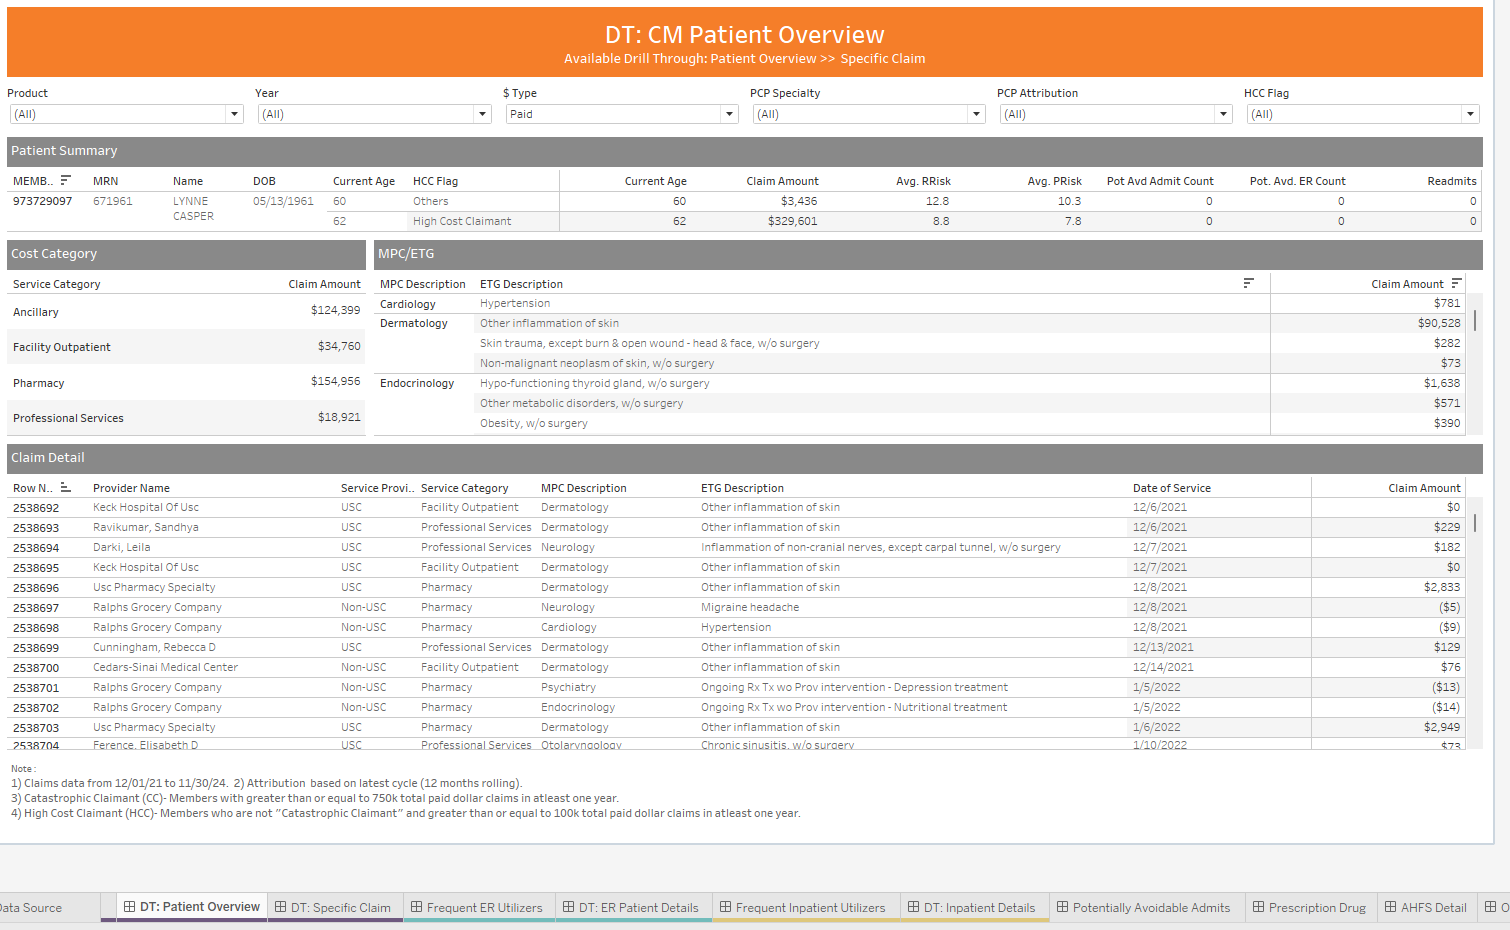 DT: CM Patient Overview
Available Drill Through: Patient Overview >> Specific Claim
Product Year $ Type PCP Specialty PCP Attribution HCC Flag
(All) (All) Paid (All) (All) (All)
Patient Summary
MEMB.. MRN Name DOB Current Age HCC Flag Current Age Claim Amount Avg. RRisk Avg. PRisk Pot Avd Admit Count Pot. Avd. ER Count Readmits
973729097 671961 LYNNE CASPER 05/13/1961 60 Others 60 $3,436 12.8 10.3 0 0 0
62 High Cost Claimant 62 $329,601 8.8 7.8 0 0 0
Cost Category
Service Category Claim Amount
Ancillary $124,399
Facility Outpatient $34,760
Pharmacy $154,956
Professional Services $18,921
MPC/ETG
MPC Description ETG Description Claim Amount
Cardiology Hypertension $781
Dermatology Other inflammation of skin $90,528
Skin trauma, except burn & open wound - head & face, w/o surgery $282
Non-malignant neoplasm of skin, w/o surgery $73
Endocrinology Hypo-functioning thyroid gland, w/o surgery $1,638
Other metabolic disorders, w/o surgery $571
Obesity, w/o surgery $390
Claim Detail
Row N.. Provider Name Service Provi.. Service Category MPC Description ETG Description Date of Service Claim Amount
2538692 Keck Hospital Of Usc USC Facility Outpatient Dermatology Other inflammation of skin 12/6/2021 $0
2538693 Ravikumar, Sandhya USC Professional Services Dermatology Other inflammation of skin 12/6/2021 $229
2538694 Darki, Leila USC Professional Services Neurology Inflammation of non-cranial nerves, except carpal tunnel, w/o surgery 12/7/2021 $182
2538695 Keck Hospital Of Usc USC Facility Outpatient Dermatology Other inflammation of skin 12/7/2021 $0
2538696 Usc Pharmacy Specialty USC Pharmacy Dermatology Other inflammation of skin 12/8/2021 $2,833
2538697 Ralphs Grocery Company Non-USC Pharmacy Neurology Migraine headache 12/8/2021 ($5)
2538698 Ralphs Grocery Company Non-USC Pharmacy Cardiology Hypertension 12/8/2021 ($9)
2538699 Cunningham, Rebecca D USC Professional Services Dermatology Other inflammation of skin 12/13/2021 $129
2538700 Cedars-Sinai Medical Center Non-USC Facility Outpatient Dermatology Other inflammation of skin 12/14/2021 $76
2538701 Ralphs Grocery Company Non-USC Pharmacy Psychiatry Ongoing Rx Tx wo Prov intervention - Depression treatment 1/5/2022 ($13)
2538702 Ralphs Grocery Company Non-USC Pharmacy Endocrinology Ongoing Rx Tx wo Prov intervention - Nutritional treatment 1/5/2022 ($14)
2538703 Usc Pharmacy Specialty USC Pharmacy Dermatology Other inflammation of skin 1/6/2022 $2,949
2538704 Ference, Elisabeth D USC Professional Services Otolaryngology Chronic sinusitis, w/o surgery 1/10/2022 $73
Note :
1) Claims data from 12/01/21 to 11/30/24. 2) Attribution based on latest cycle (12 months rolling).
3) Catastrophic Claimant (CC)- Members with greater than or equal to 750k total paid dollar claims in atleast one year.
4) High Cost Claimant (HCC)- Members who are not "Catastrophic Claimant" and greater than or equal to 100k total paid dollar claims in atleast one year.
ata Source DT: Patient Overview DT: Specific Claim Frequent ER Utilizers DT: ER Patient Details Frequent Inpatient Utilizers DT: Inpatient Details Potentially Avoidable Admits Prescription Drug AHFS Detail